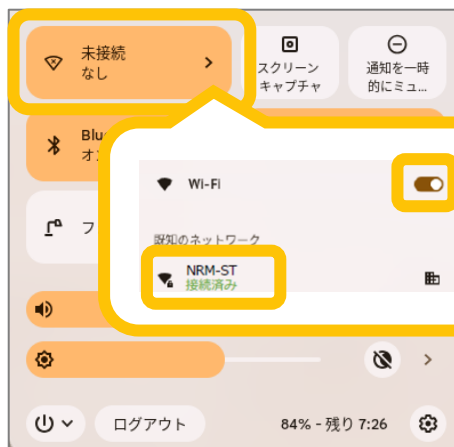 未接続
なし
スクリーン
キャプチャ
通知を一時
的にミュ...
Blu
オ
Wi-Fi
フ
既知のネットワーク
NRM-ST
接続済み
ログアウト
84% - 残り 7:26